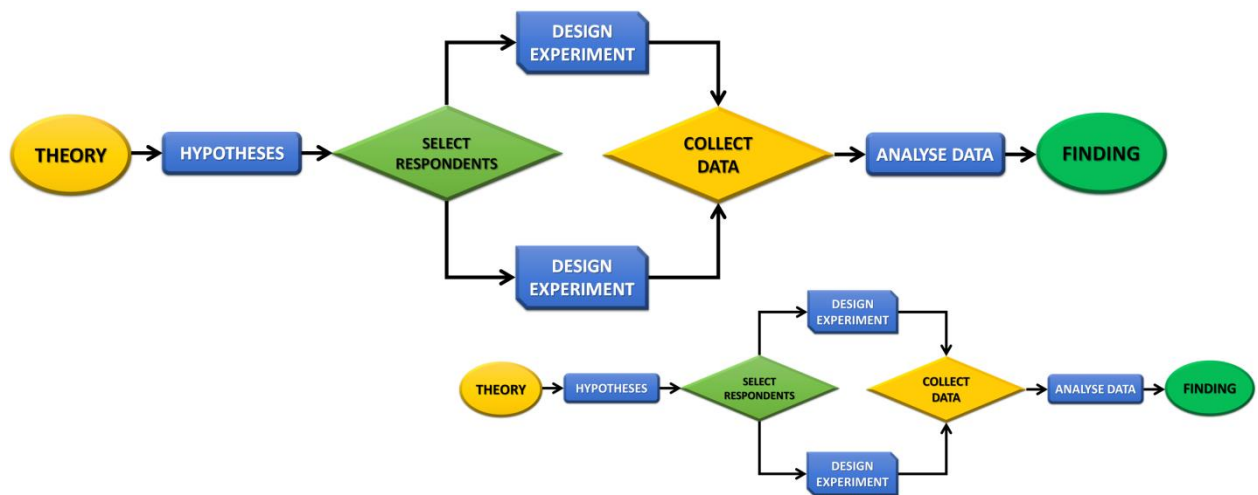 DESIGN
EXPERIMENT
THEORY
HYPOTHESES
SELECT
RESPONDENTS
COLLECT
DATA
ANALYSE DATA
FINDING
DESIGN
EXPERIMENT
DESIGN
EXPERIMENT
THEORY
HYPOTHESES
SELECT
RESPONDENTS
COLLECT
DATA
ANALYSE DATA
FINDING
DESIGN
EXPERIMENT